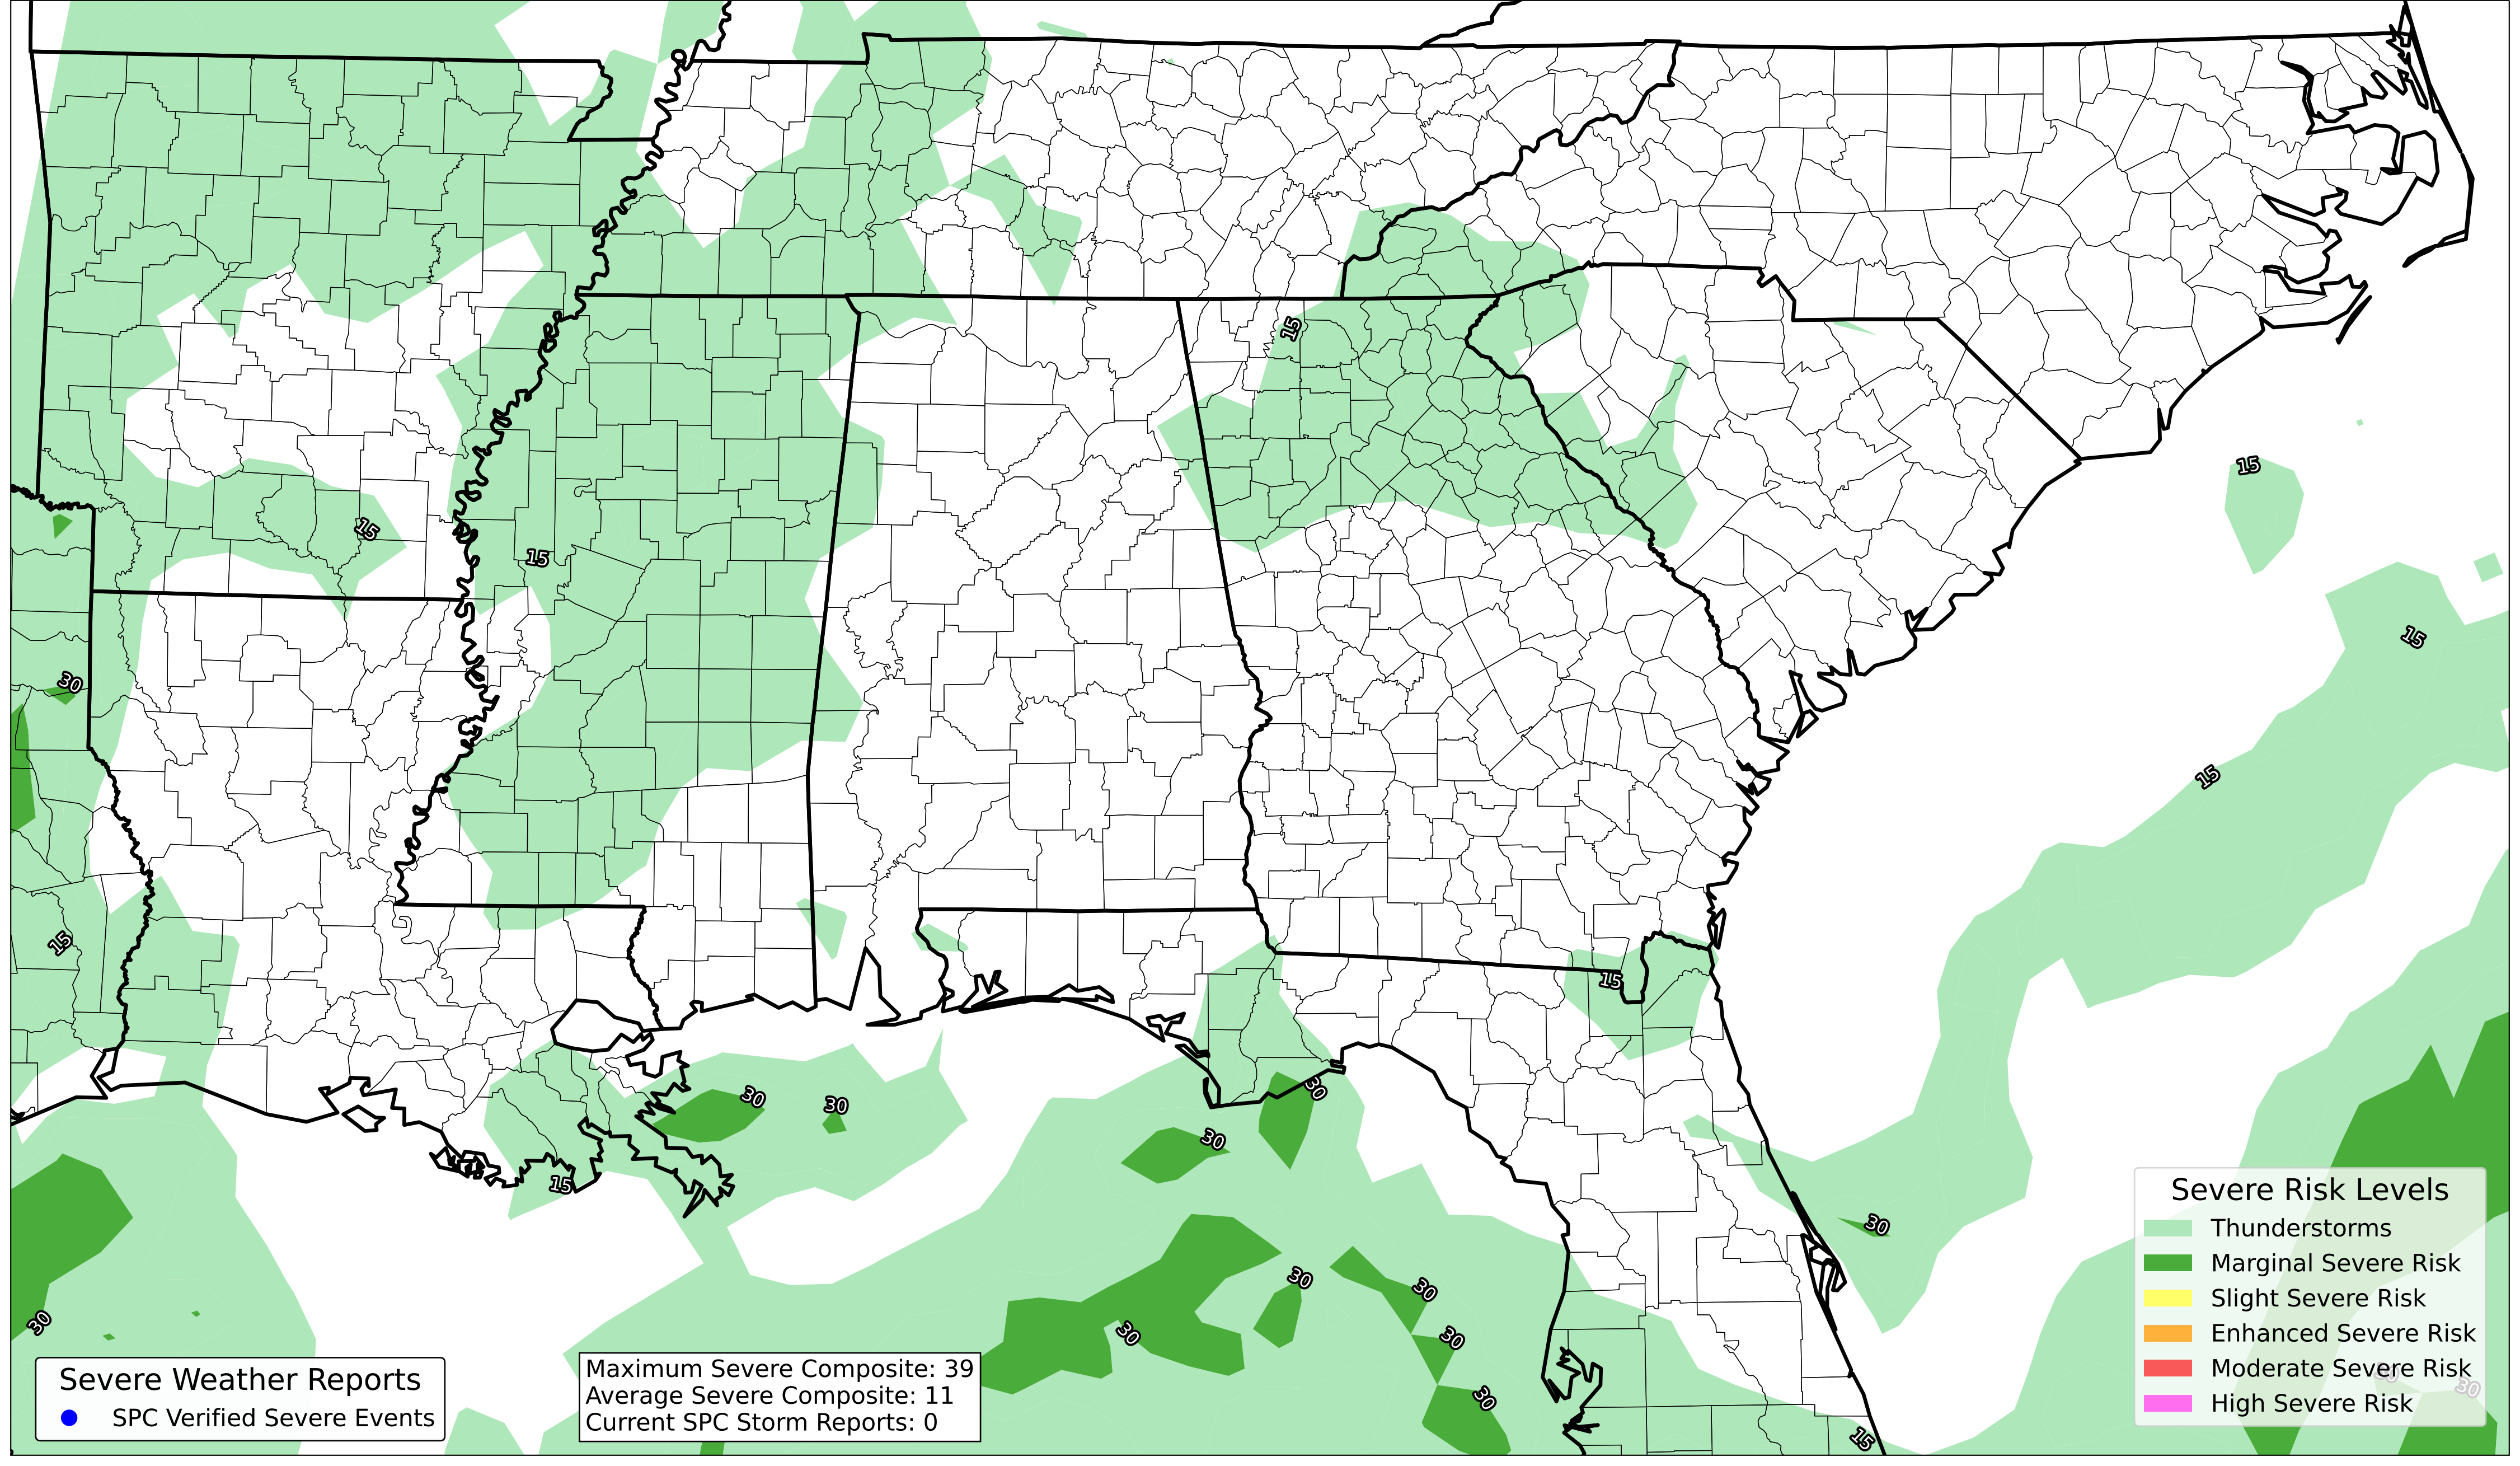 15
15
15
15
15
30
15
15
15
15
30
30
30
30
15
30
30
30
30
30
30
30
15
30
Severe Risk Levels
Thunderstorms
Marginal Severe Risk
Slight Severe Risk
Enhanced Severe Risk
Moderate Severe Risk
High Severe Risk
Severe Weather Reports
SPC Verified Severe Events
Maximum Severe Composite: 39
Average Severe Composite: 11
Current SPC Storm Reports: 0